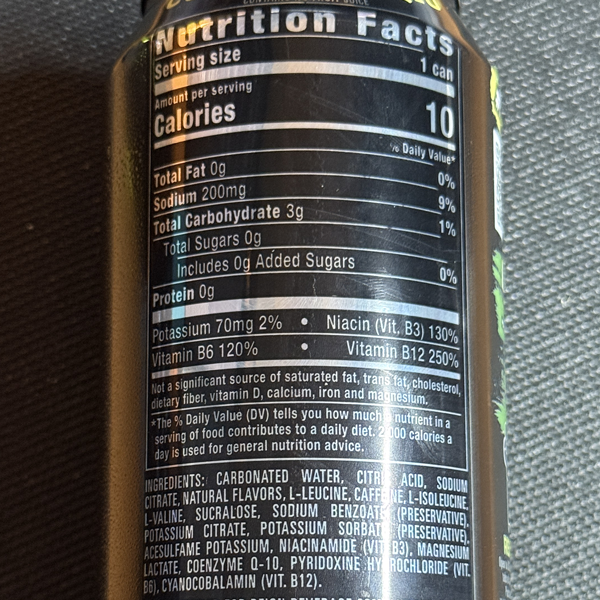 Nutrition Facts
Serving size 1 can
Amount per serving
Calories 10
% Daily Value*
Total Fat 0g 0%
Sodium 200mg 9%
Total Carbohydrate 3g 1%
Total Sugars 0g
Includes 0g Added Sugars 0%
Protein 0g
Potassium 70mg 2% • Niacin (Vit. B3) 130%
Vitamin B6 120% • Vitamin B12 250%
Not a significant source of saturated fat, trans fat, cholesterol,
dietary fiber, vitamin D, calcium, iron and magnesium.
*The % Daily Value (DV) tells you how much a nutrient in a
serving of food contributes to a daily diet. 2,000 calories a
day is used for general nutrition advice.
INGREDIENTS: CARBONATED WATER, CITRIC ACID, SODIUM
CITRATE, NATURAL FLAVORS, L-LEUCINE, CAFFEINE, L-ISOLEUCINE,
L-VALINE, SUCRALOSE, SODIUM BENZOATE (PRESERVATIVE),
POTASSIUM CITRATE, POTASSIUM SORBATE (PRESERVATIVE),
ACESULFAME POTASSIUM, NIACINAMIDE (VIT. B3), MAGNESIUM
LACTATE, COENZYME Q-10, PYRIDOXINE HYDROCHLORIDE (VIT.
B6), CYANOCOBALAMIN (VIT. B12).